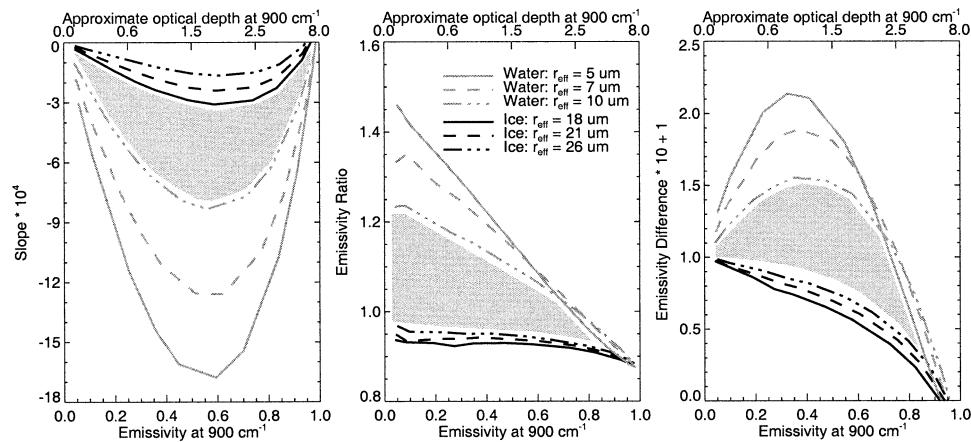 Approximate optical depth at 900 cm⁻¹
0.0 0.6 1.5 2.5 8.0
0
-3
-6
-9
-12
-15
-18
Slope * 10⁴
0.0 0.2 0.4 0.6 0.8 1.0
Emissivity at 900 cm⁻¹
Approximate optical depth at 900 cm⁻¹
0.0 0.6 1.5 2.5 8.0
1.6
1.4
1.2
1.0
0.8
Emissivity Ratio
Water: r_eff = 5 um
Water: r_eff = 7 um
Water: r_eff = 10 um
Ice: r_eff = 18 um
Ice: r_eff = 21 um
Ice: r_eff = 26 um
0.0 0.2 0.4 0.6 0.8 1.0
Emissivity at 900 cm⁻¹
Approximate optical depth at 900 cm⁻¹
0.0 0.6 1.5 2.5 8.0
2.5
2.0
1.5
1.0
0.5
0.0
Emissivity Difference * 10 + 1
0.0 0.2 0.4 0.6 0.8 1.0
Emissivity at 900 cm⁻¹